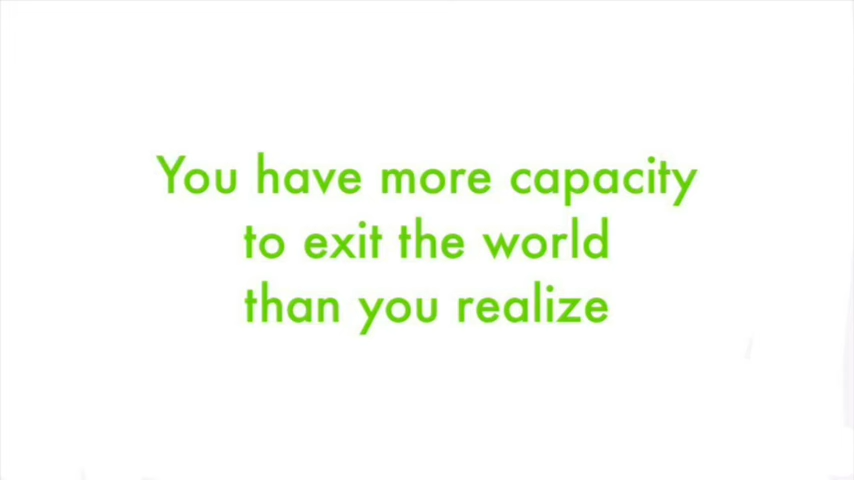 You have more capacity
to exit the world
than you realize